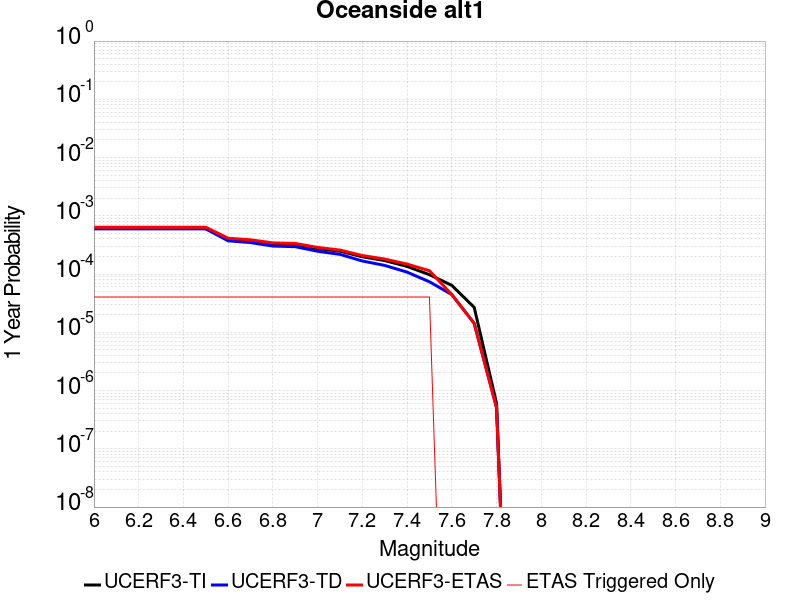 Oceanside alt1
10^0
10^-1
10^-2
10^-3
10^-4
10^-5
10^-6
10^-7
10^-8
1 Year Probability
6 6.2 6.4 6.6 6.8 7 7.2 7.4 7.6 7.8 8 8.2 8.4 8.6 8.8 9
Magnitude
UCERF3-TI UCERF3-TD UCERF3-ETAS ETAS Triggered Only